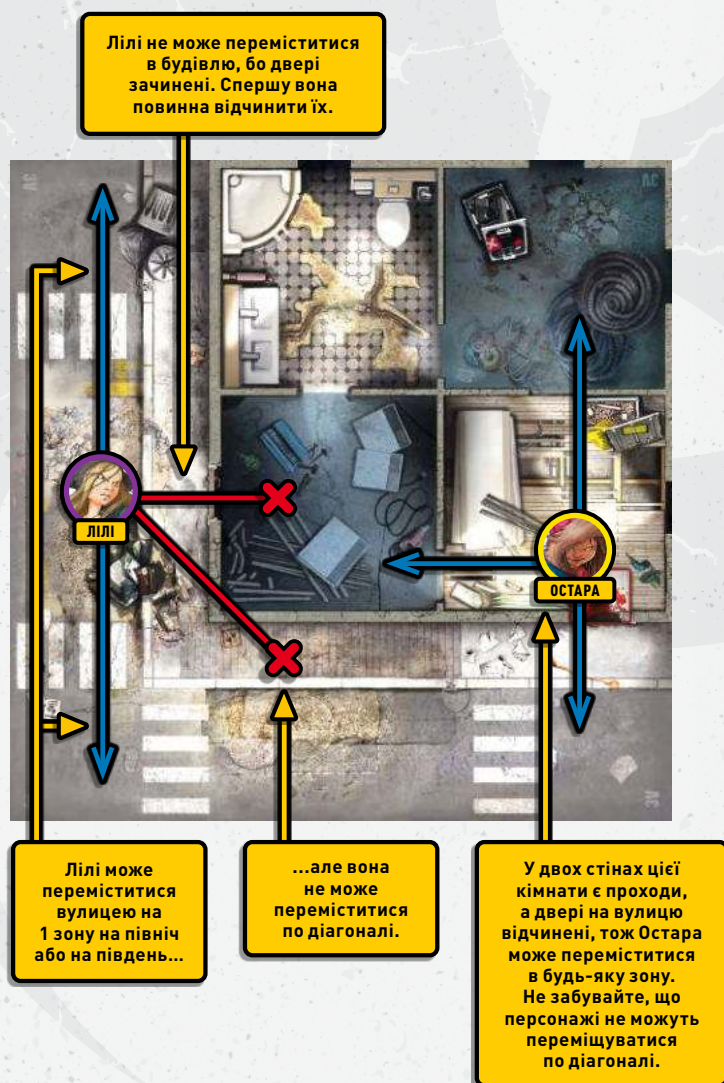 Лілі не може переміститися
в будівлю, бо двері
зачинені. Спершу вона
повинна відчинити їх.
ЛІЛІ
ОСТАРА
Лілі може
переміститися
вулицею на
1 зону на північ
або на південь...
...але вона
не може
переміститися
по діагоналі.
У двох стінах цієї
кімнати є проходи,
а двері на вулицю
відчинені, тож Остара
може переміститися
в будь-яку зону.
Не забувайте, що
персонажі не можуть
переміщуватися
по діагоналі.